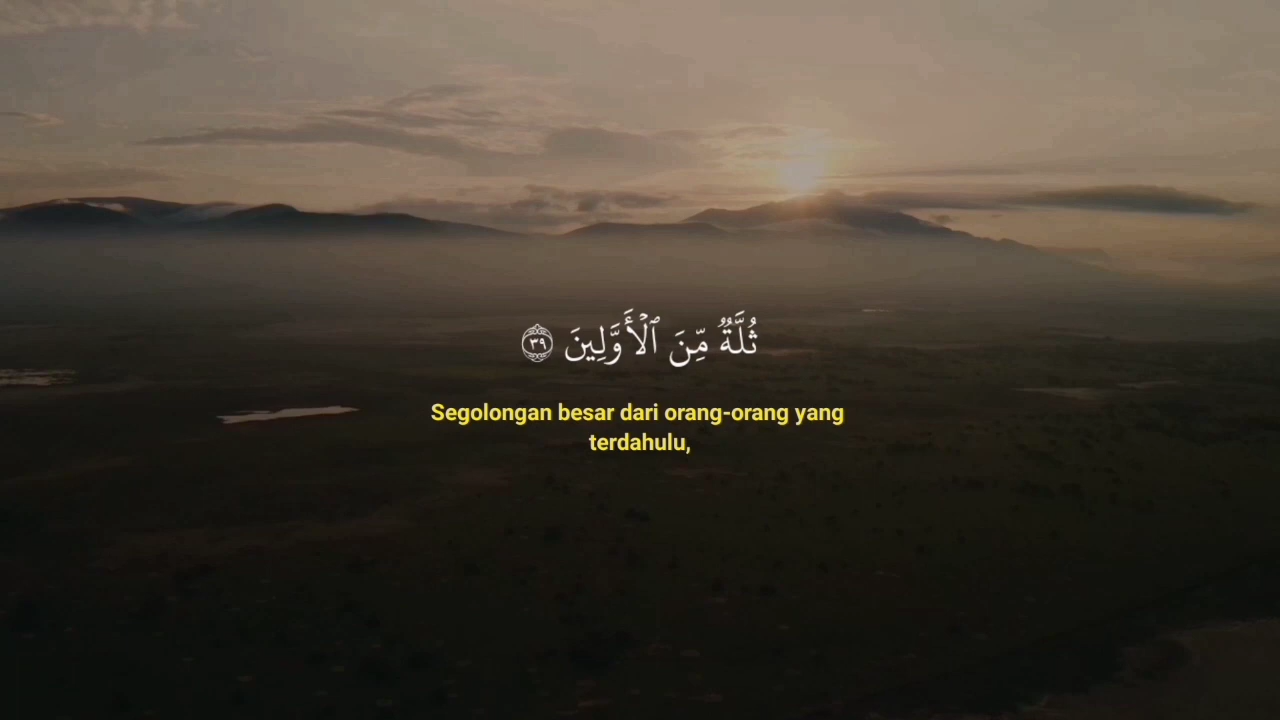 ثُلَّةٌ مِّنَ ٱلْأَوَّلِينَ ٣٩
Segolongan besar dari orang-orang yang
terdahulu,